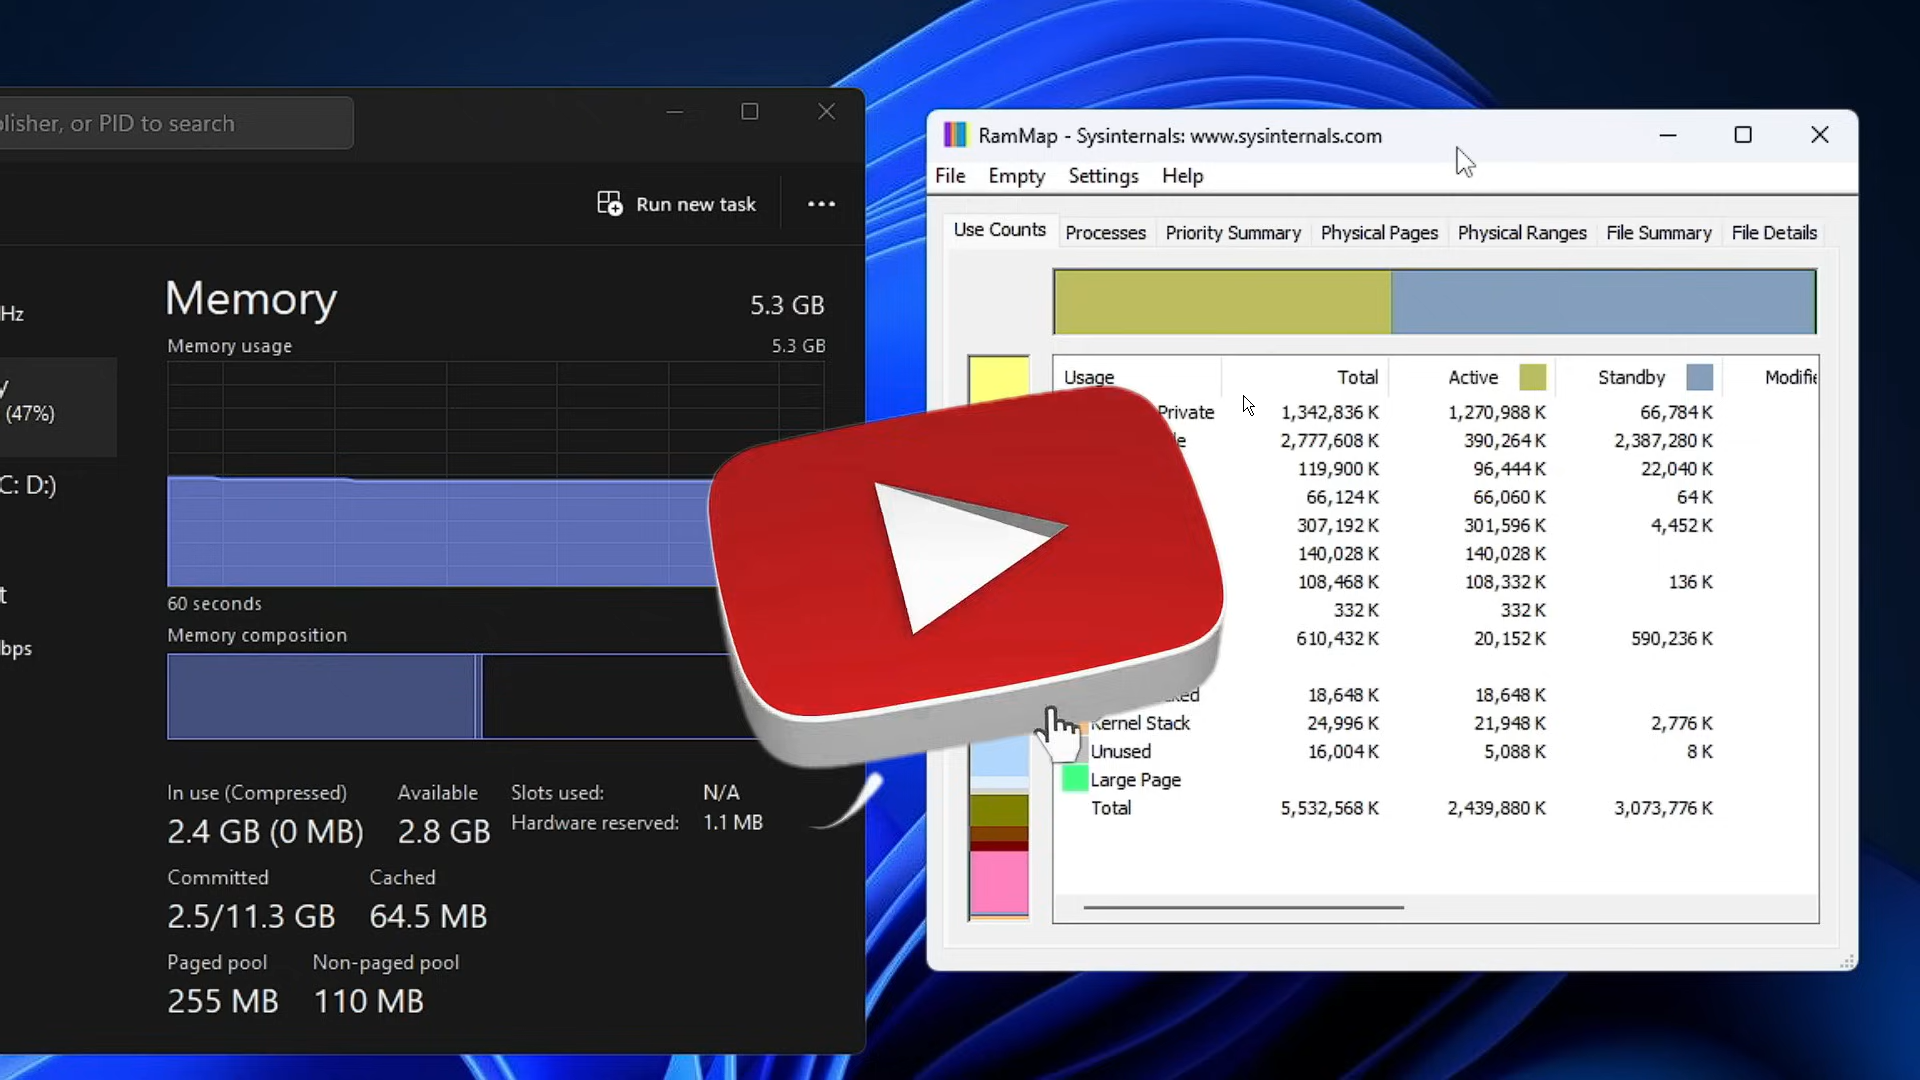 blisher, or PID to search
Run new task
Hz
(47%)
C: D:)
bps
Memory
5.3 GB
Memory usage
5.3 GB
60 seconds
Memory composition
In use (Compressed)
Available
Slots used:
N/A
2.4 GB (0 MB)
2.8 GB
Hardware reserved:
1.1 MB
Committed
Cached
2.5/11.3 GB
64.5 MB
Paged pool
Non-paged pool
255 MB
110 MB
RamMap - Sysinternals: www.sysinternals.com
File Empty Settings Help
Use Counts Processes Priority Summary Physical Pages Physical Ranges File Summary File Details
Usage Total Active Standby Modifie
Private 1,342,836 K 1,270,988 K 66,784 K
le 2,777,608 K 390,264 K 2,387,280 K
119,900 K 96,444 K 22,040 K
66,124 K 66,060 K 64 K
307,192 K 301,596 K 4,452 K
140,028 K 140,028 K
108,468 K 108,332 K 136 K
332 K 332 K
610,432 K 20,152 K 590,236 K
cked 18,648 K 18,648 K
Kernel Stack 24,996 K 21,948 K 2,776 K
Unused 16,004 K 5,088 K 8 K
Large Page
Total 5,532,568 K 2,439,880 K 3,073,776 K